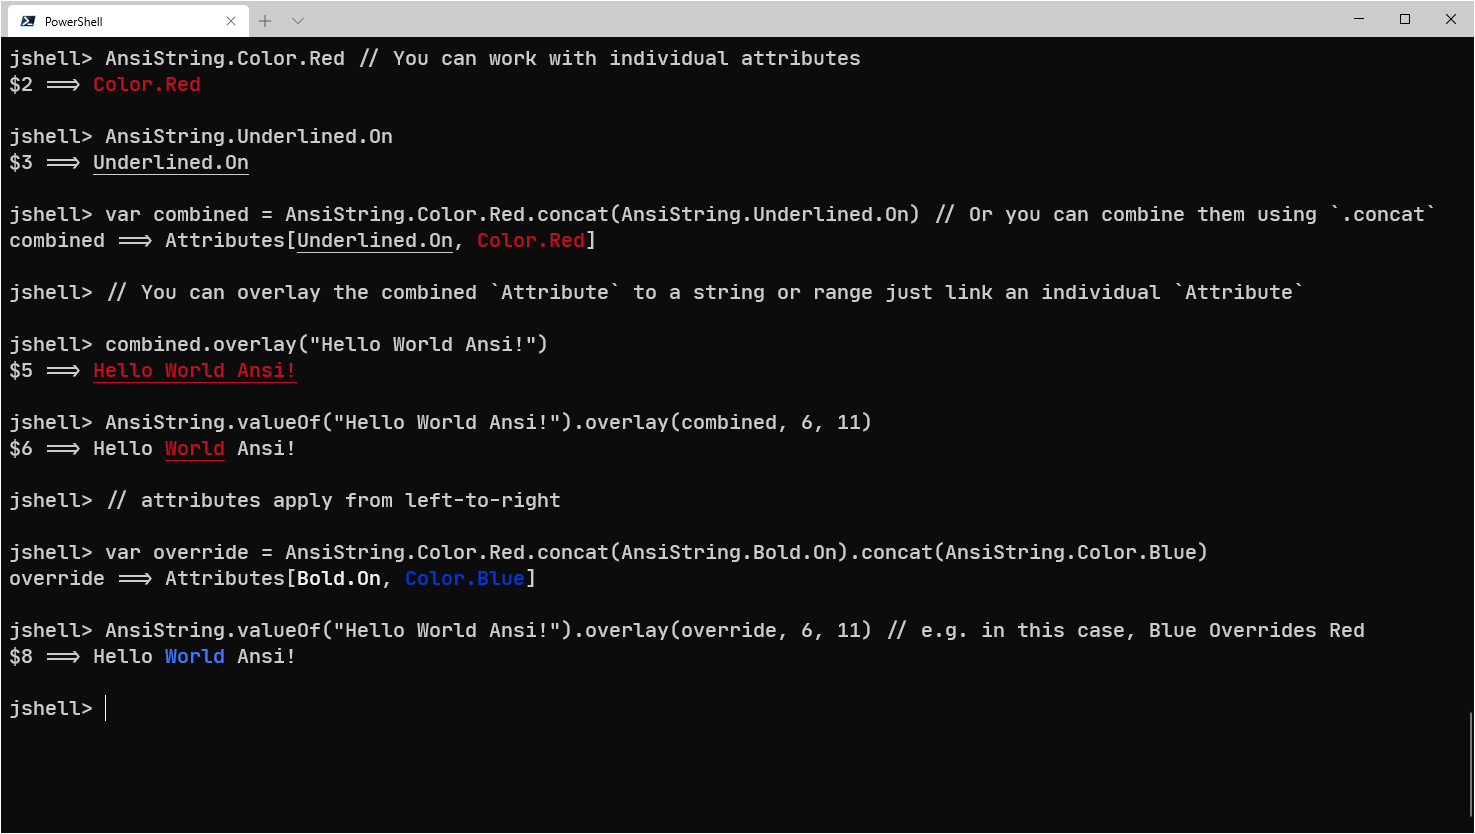 PowerShell
jshell> AnsiString.Color.Red // You can work with individual attributes
$2 ==> Color.Red
jshell> AnsiString.Underlined.On
$3 ==> Underlined.On
jshell> var combined = AnsiString.Color.Red.concat(AnsiString.Underlined.On) // Or you can combine them using `.concat`
combined ==> Attributes[Underlined.On, Color.Red]
jshell> // You can overlay the combined `Attribute` to a string or range just link an individual `Attribute`
jshell> combined.overlay("Hello World Ansi!")
$5 ==> Hello World Ansi!
jshell> AnsiString.valueOf("Hello World Ansi!").overlay(combined, 6, 11)
$6 ==> Hello World Ansi!
jshell> // attributes apply from left-to-right
jshell> var override = AnsiString.Color.Red.concat(AnsiString.Bold.On).concat(AnsiString.Color.Blue)
override ==> Attributes[Bold.On, Color.Blue]
jshell> AnsiString.valueOf("Hello World Ansi!").overlay(override, 6, 11) // e.g. in this case, Blue Overrides Red
$8 ==> Hello World Ansi!
jshell>